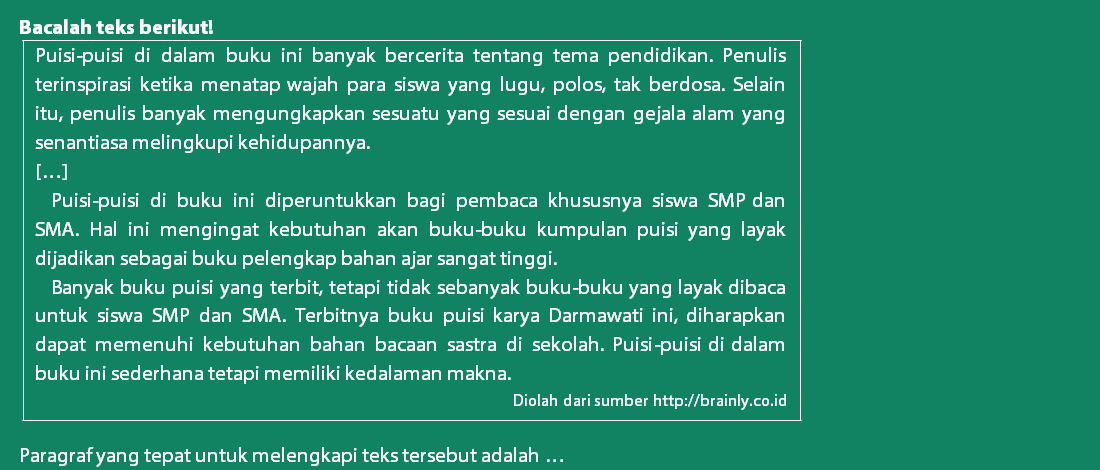 Bacalah teks berikut!
Puisi-puisi di dalam buku ini banyak bercerita tentang tema pendidikan. Penulis
terinspirasi ketika menatap wajah para siswa yang lugu, polos, tak berdosa. Selain
itu, penulis banyak mengungkapkan sesuatu yang sesuai dengan gejala alam yang
senantiasa melingkupi kehidupannya.
[...]
Puisi-puisi di buku ini diperuntukkan bagi pembaca khususnya siswa SMP dan
SMA. Hal ini mengingat kebutuhan akan buku-buku kumpulan puisi yang layak
dijadikan sebagai buku pelengkap bahan ajar sangat tinggi.
Banyak buku puisi yang terbit, tetapi tidak sebanyak buku-buku yang layak dibaca
untuk siswa SMP dan SMA. Terbitnya buku puisi karya Darmawati ini, diharapkan
dapat memenuhi kebutuhan bahan bacaan sastra di sekolah. Puisi-puisi di dalam
buku ini sederhana tetapi memiliki kedalaman makna.
Diolah dari sumber http://brainly.co.id
Paragraf yang tepat untuk melengkapi teks tersebut adalah ...